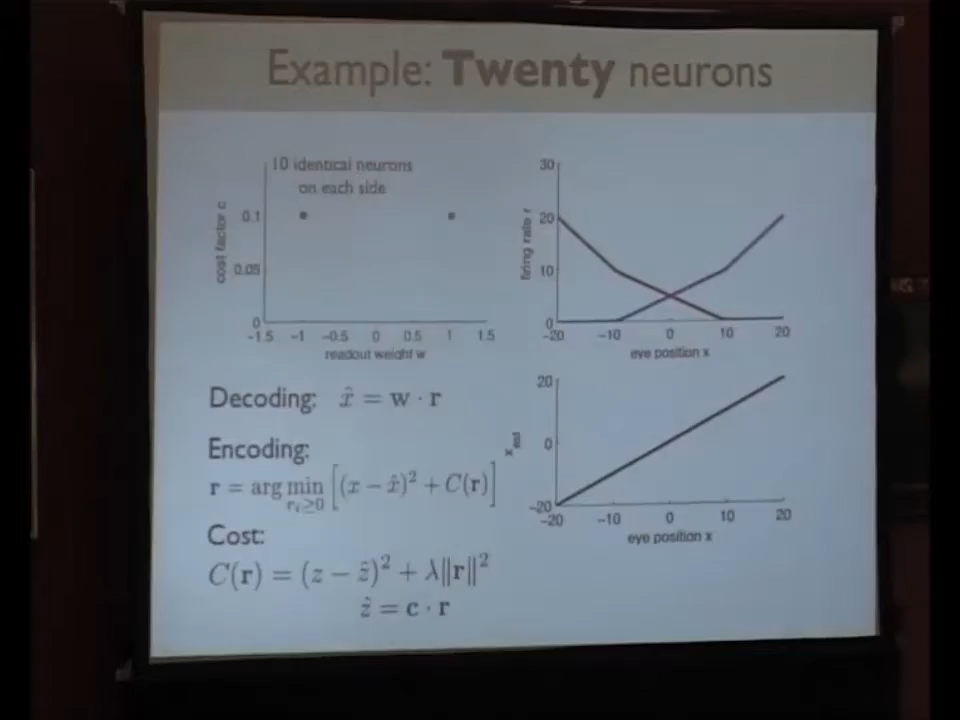 Example: Twenty neurons
10 identical neurons
on each side
cost factor c
0.1
0.05
0
-1.5 -1 -0.5 0 0.5 1 1.5
readout weight w
30
20
10
0
firing rate r
-20 -10 0 10 20
eye position x
Decoding: x̂ = w · r
Encoding:
r = arg min r_i≥0 [(x − x̂)² + C(r)]
Cost:
C(r) = (z − ẑ)² + λ‖r‖²
ẑ = c · r
20
0
-20
-20 -10 0 10 20
eye position x